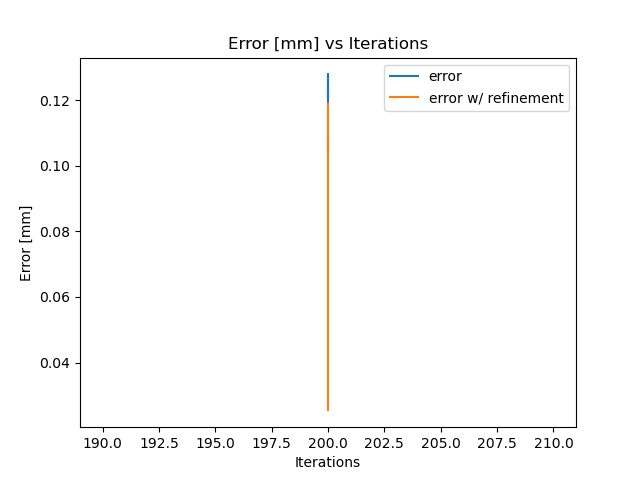 Error [mm] vs Iterations
error
error w/ refinement
0.12
0.10
0.08
0.06
0.04
Error [mm]
190.0 192.5 195.0 197.5 200.0 202.5 205.0 207.5 210.0
Iterations